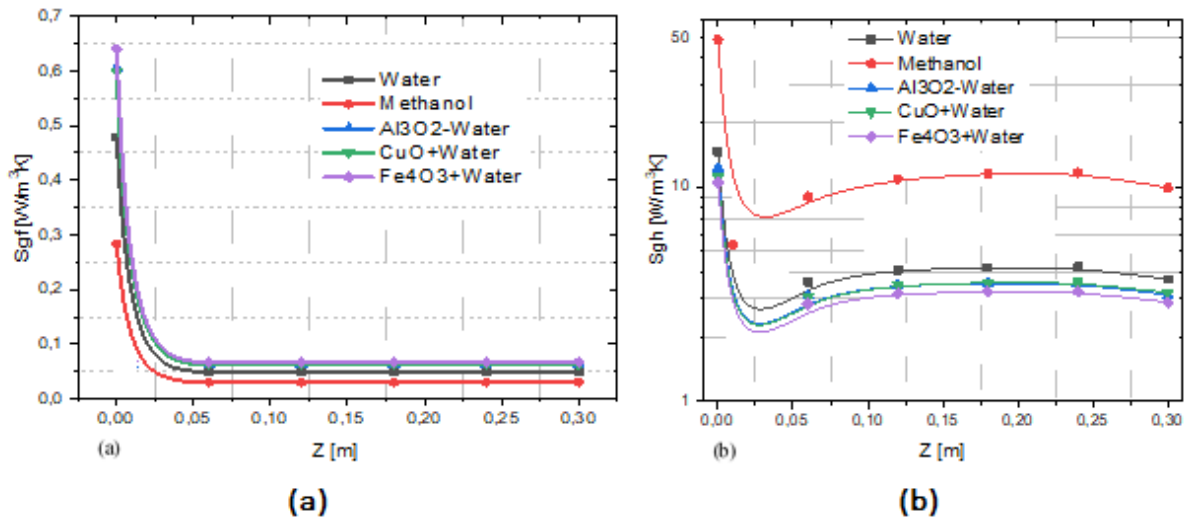 0,7
0,6
0,5
0,4
0,3
0,2
0,1
0,0
Sgf [W/m³K]
Water
Methanol
Al3O2-Water
CuO+Water
Fe4O3+Water
0,00 0,05 0,10 0,15 0,20 0,25 0,30
(a)
Z [m]
(a)
50
10
1
Sgh [W/m³K]
Water
Methanol
Al3O2-Water
CuO+Water
Fe4O3+Water
0,00 0,05 0,10 0,15 0,20 0,25 0,30
(b)
Z [m]
(b)